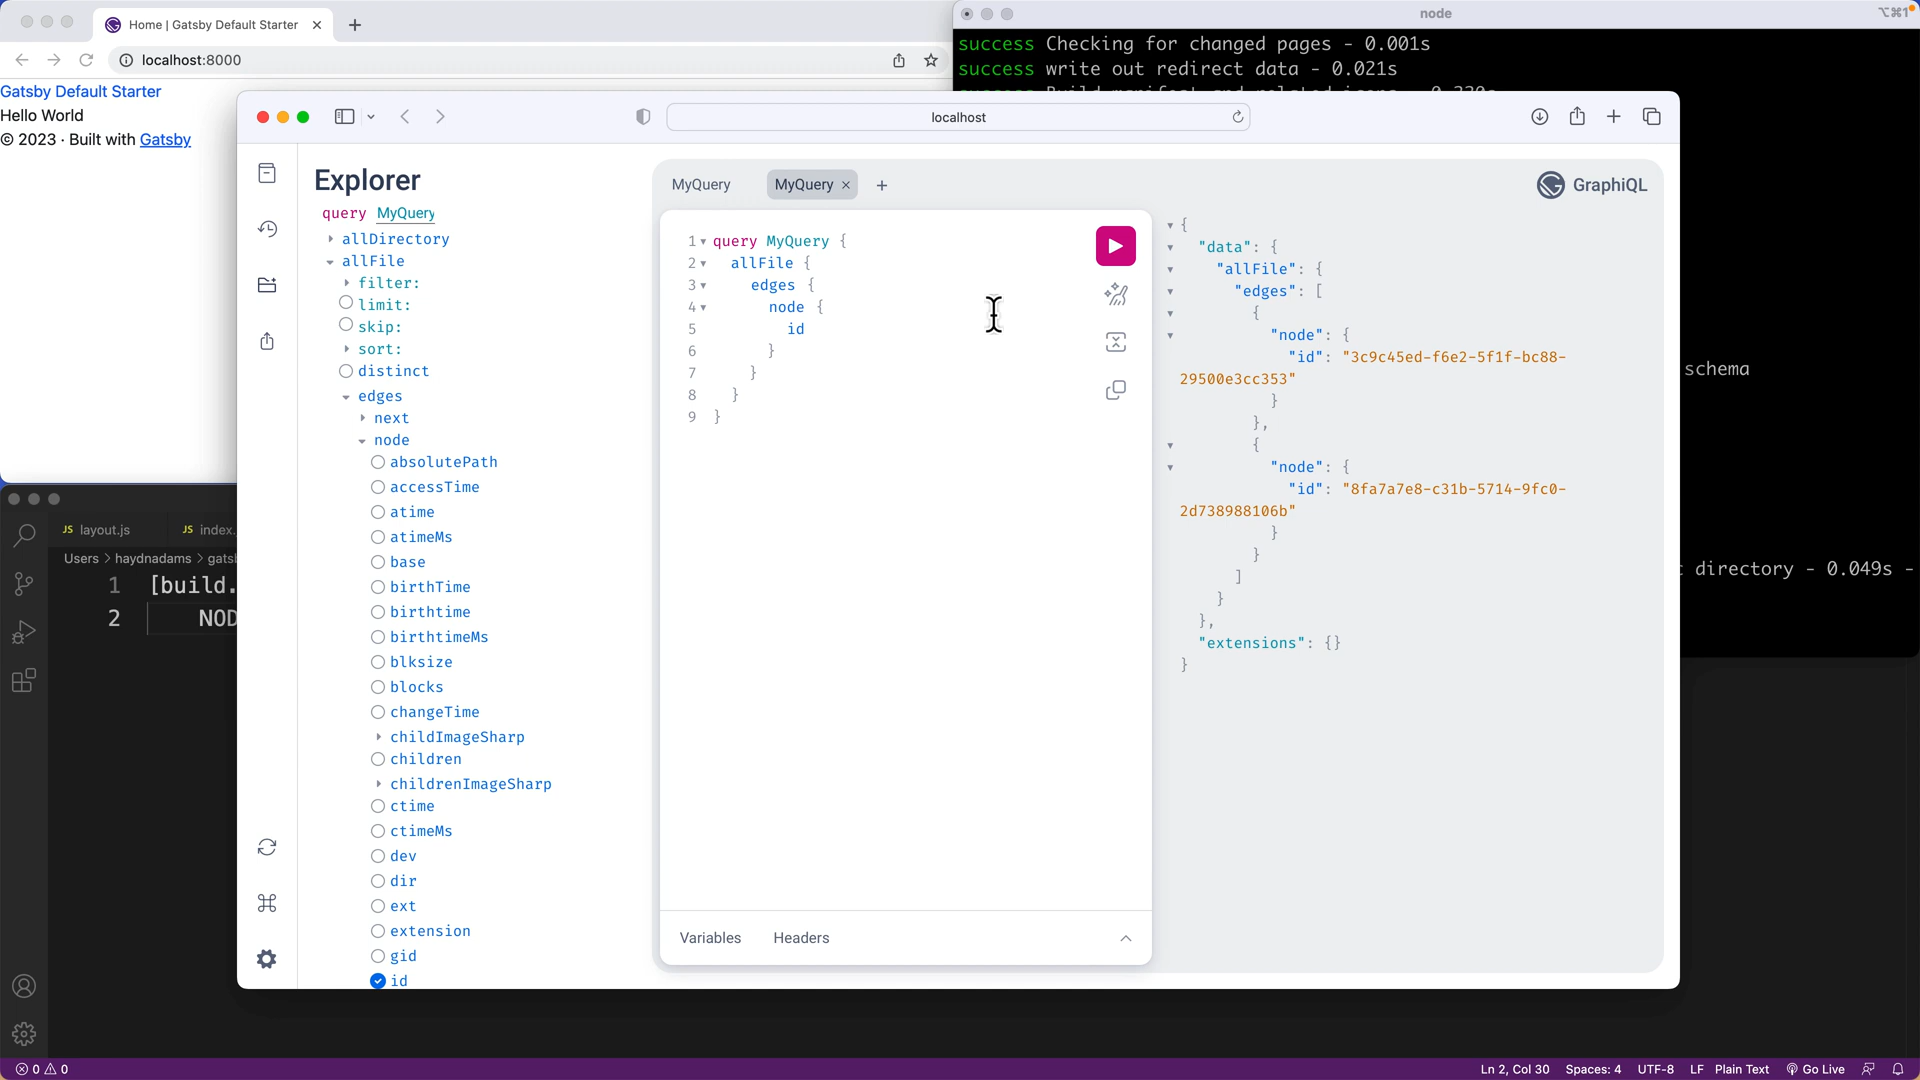 Home | Gatsby Default Starter
localhost:8000
Gatsby Default Starter
Hello World
© 2023 · Built with Gatsby
node
⌥⌘1
success Checking for changed pages - 0.001s
success write out redirect data - 0.021s
schema
directory - 0.049s -
localhost
Explorer
query MyQuery
allDirectory
allFile
filter:
limit:
skip:
sort:
distinct
edges
next
node
absolutePath
accessTime
atime
atimeMs
base
birthTime
birthtime
birthtimeMs
blksize
blocks
changeTime
childImageSharp
children
childrenImageSharp
ctime
ctimeMs
dev
dir
ext
extension
gid
id
MyQuery
MyQuery
GraphiQL
1 query MyQuery {
2 allFile {
3 edges {
4 node {
5 id
6 }
7 }
8 }
9 }
Variables
Headers
{
"data": {
"allFile": {
"edges": [
{
"node": {
"id": "3c9c45ed-f6e2-5f1f-bc88-
29500e3cc353"
}
},
{
"node": {
"id": "8fa7a7e8-c31b-5714-9fc0-
2d738988106b"
}
}
]
}
},
"extensions": {}
}
JS layout.js
JS index.
Users > haydnadams > gats
1 [build.
2 NOD
0 0
Ln 2, Col 30
Spaces: 4
UTF-8
LF
Plain Text
Go Live